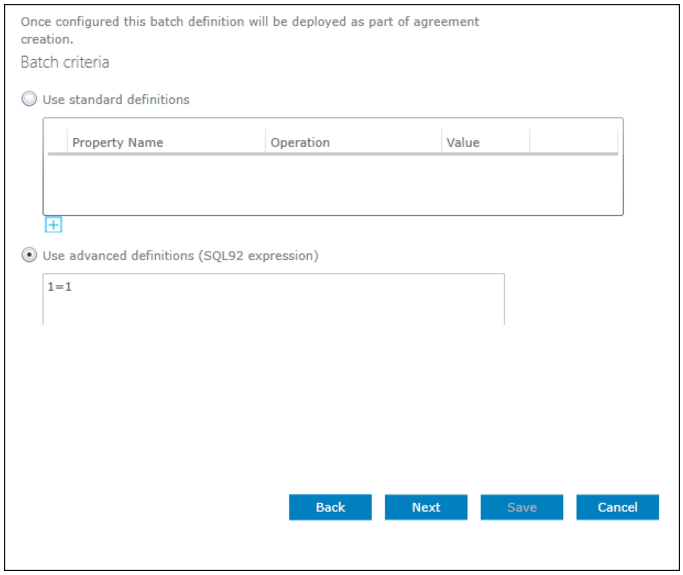 Once configured this batch definition will be deployed as part of agreement
creation.
Batch criteria
Use standard definitions
Property Name Operation Value
Use advanced definitions (SQL92 expression)
1=1
Back Next Save Cancel